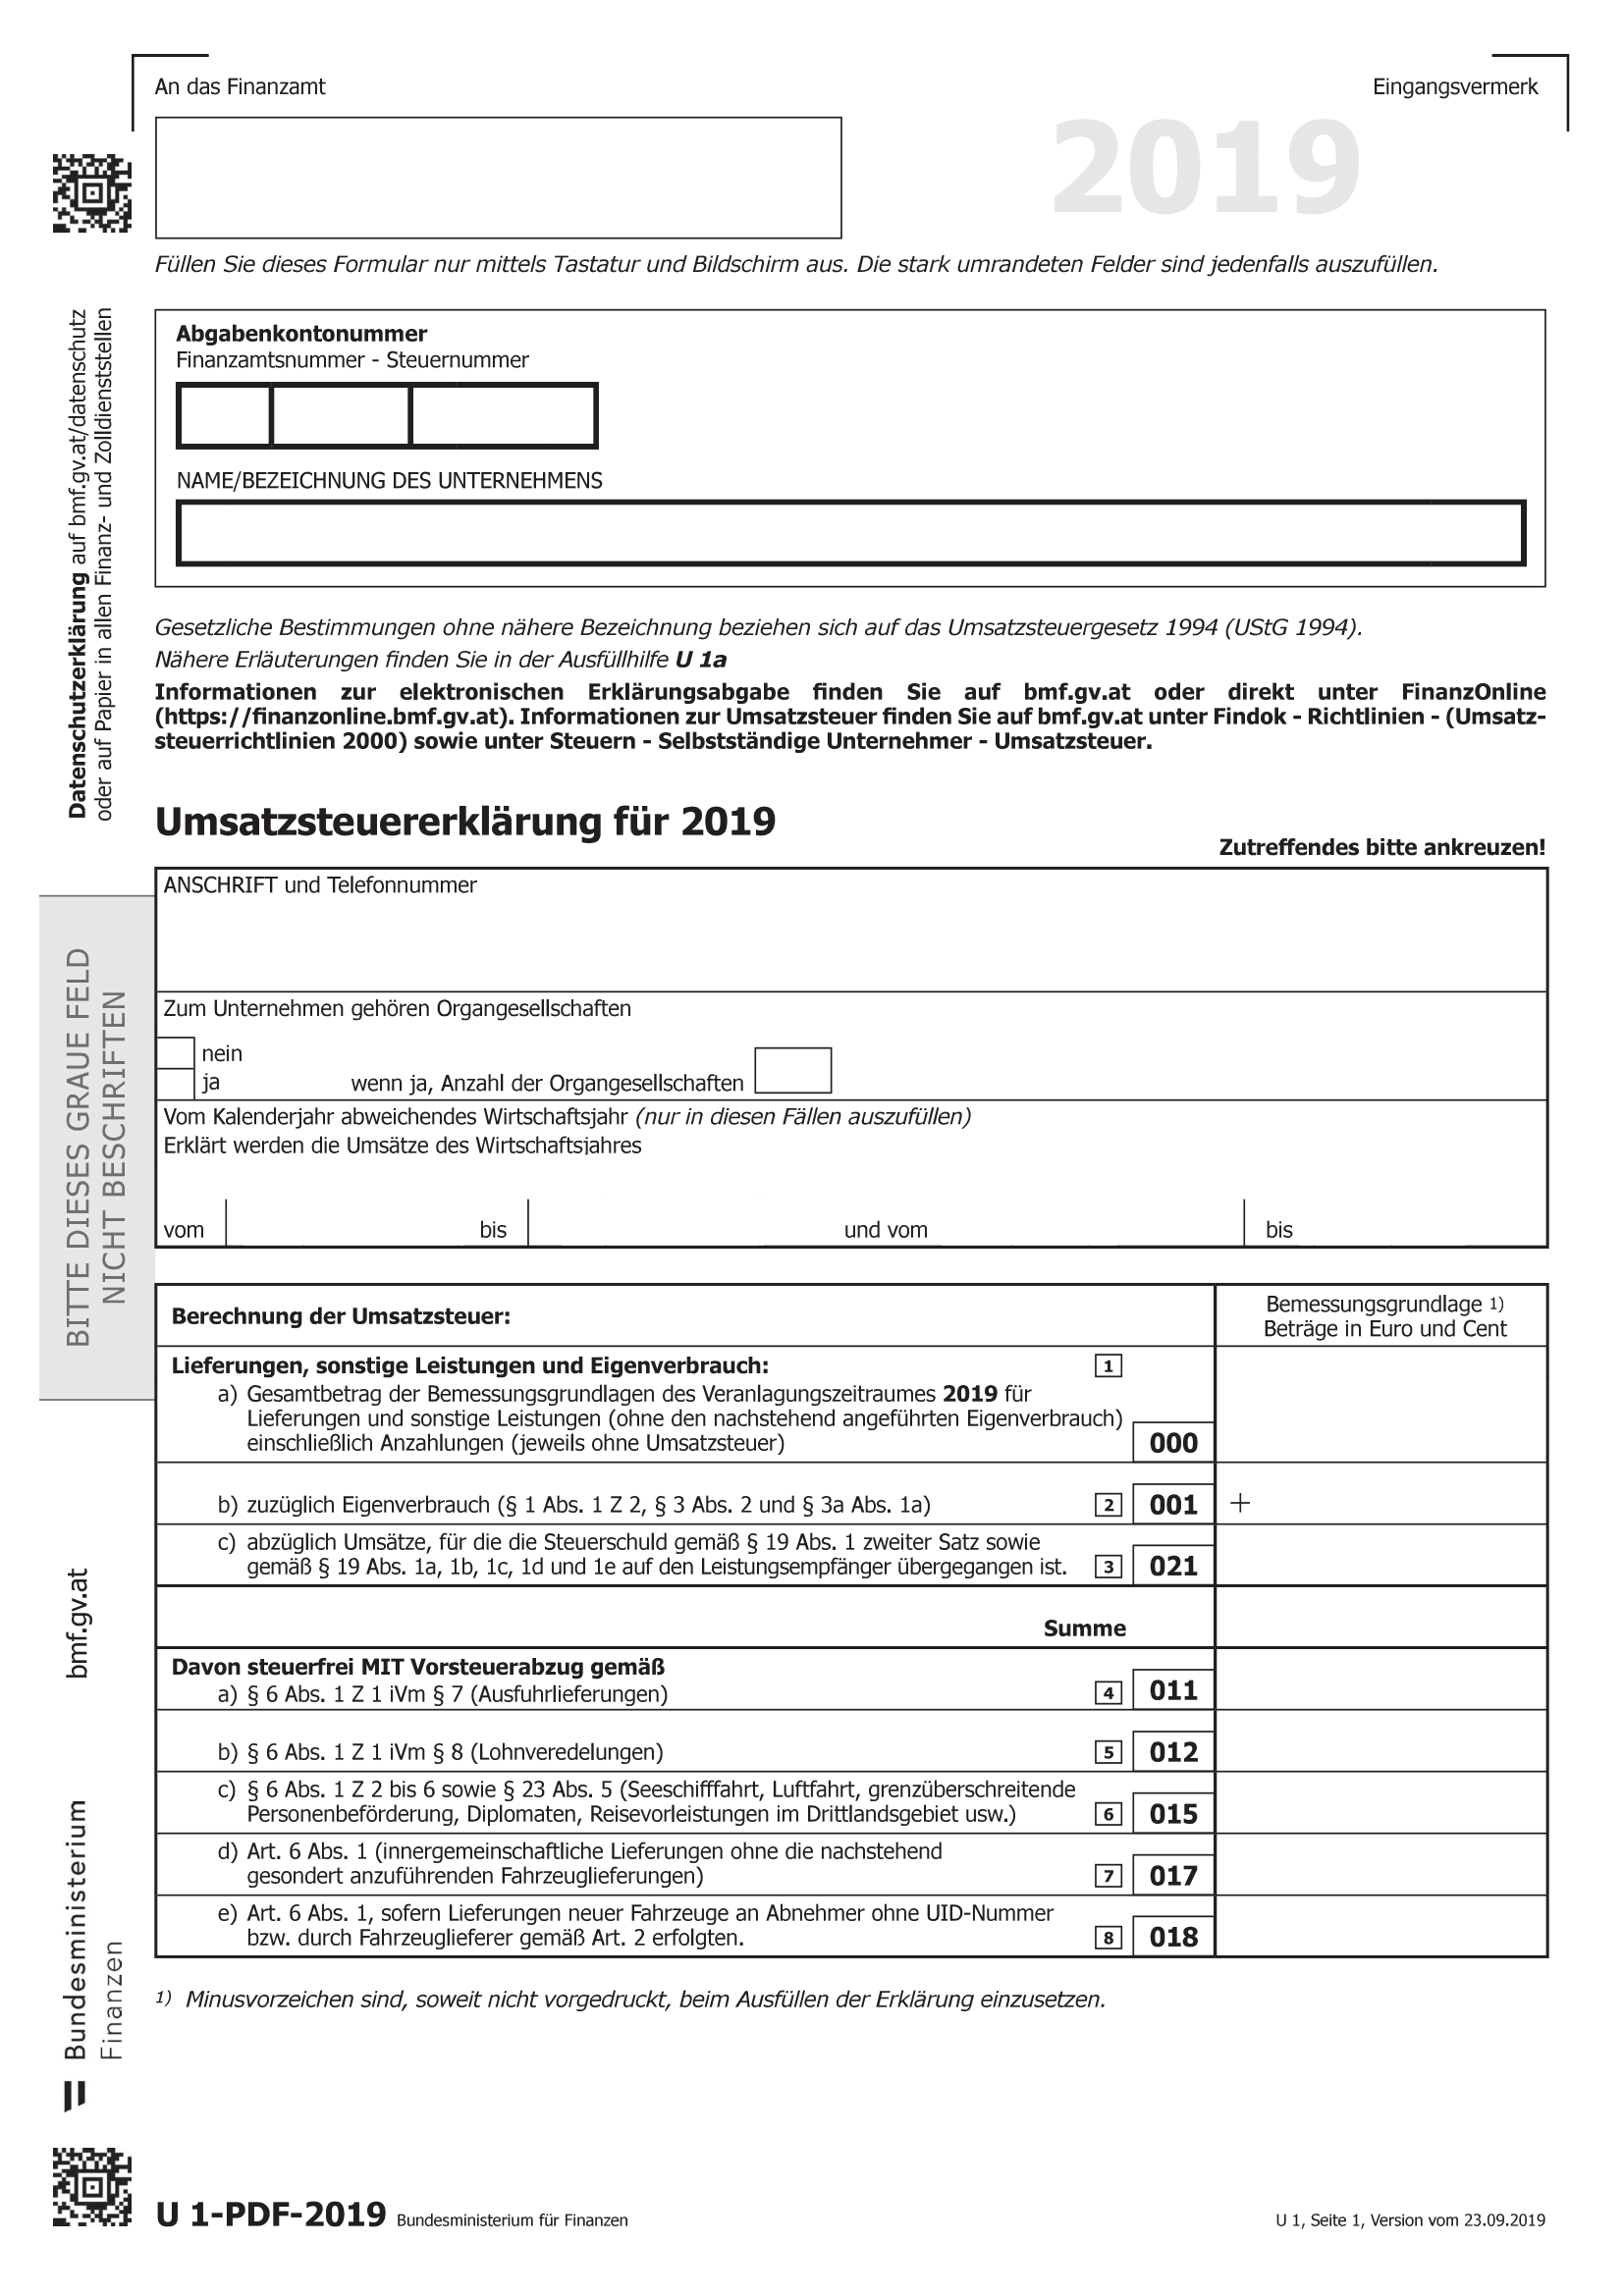 An das Finanzamt
Eingangsvermerk
2019
Füllen Sie dieses Formular nur mittels Tastatur und Bildschirm aus. Die stark umrandeten Felder sind jedenfalls auszufüllen.
Datenschutzerklärung auf bmf.gv.at/datenschutz
oder auf Papier in allen Finanz- und Zolldienststellen
Abgabenkontonummer
Finanzamtsnummer - Steuernummer
NAME/BEZEICHNUNG DES UNTERNEHMENS
Gesetzliche Bestimmungen ohne nähere Bezeichnung beziehen sich auf das Umsatzsteuergesetz 1994 (UStG 1994).
Nähere Erläuterungen finden Sie in der Ausfüllhilfe U 1a
Informationen zur elektronischen Erklärungsabgabe finden Sie auf bmf.gv.at oder direkt unter FinanzOnline
(https://finanzonline.bmf.gv.at). Informationen zur Umsatzsteuer finden Sie auf bmf.gv.at unter Findok - Richtlinien - (Umsatz-
steuerrichtlinien 2000) sowie unter Steuern - Selbstständige Unternehmer - Umsatzsteuer.
Umsatzsteuererklärung für 2019
Zutreffendes bitte ankreuzen!
BITTE DIESES GRAUE FELD
NICHT BESCHRIFTEN
ANSCHRIFT und Telefonnummer
Zum Unternehmen gehören Organgesellschaften
nein
ja wenn ja, Anzahl der Organgesellschaften
Vom Kalenderjahr abweichendes Wirtschaftsjahr (nur in diesen Fällen auszufüllen)
Erklärt werden die Umsätze des Wirtschaftsjahres
vom bis und vom bis
Berechnung der Umsatzsteuer:
Bemessungsgrundlage 1)
Beträge in Euro und Cent
Lieferungen, sonstige Leistungen und Eigenverbrauch: 1
a) Gesamtbetrag der Bemessungsgrundlagen des Veranlagungszeitraumes 2019 für
Lieferungen und sonstige Leistungen (ohne den nachstehend angeführten Eigenverbrauch)
einschließlich Anzahlungen (jeweils ohne Umsatzsteuer) 000
b) zuzüglich Eigenverbrauch (§ 1 Abs. 1 Z 2, § 3 Abs. 2 und § 3a Abs. 1a) 2 001 +
c) abzüglich Umsätze, für die die Steuerschuld gemäß § 19 Abs. 1 zweiter Satz sowie
gemäß § 19 Abs. 1a, 1b, 1c, 1d und 1e auf den Leistungsempfänger übergegangen ist. 3 021
Summe
Davon steuerfrei MIT Vorsteuerabzug gemäß
a) § 6 Abs. 1 Z 1 iVm § 7 (Ausfuhrlieferungen) 4 011
b) § 6 Abs. 1 Z 1 iVm § 8 (Lohnveredelungen) 5 012
c) § 6 Abs. 1 Z 2 bis 6 sowie § 23 Abs. 5 (Seeschifffahrt, Luftfahrt, grenzüberschreitende
Personenbeförderung, Diplomaten, Reisevorleistungen im Drittlandsgebiet usw.) 6 015
d) Art. 6 Abs. 1 (innergemeinschaftliche Lieferungen ohne die nachstehend
gesondert anzuführenden Fahrzeuglieferungen) 7 017
e) Art. 6 Abs. 1, sofern Lieferungen neuer Fahrzeuge an Abnehmer ohne UID-Nummer
bzw. durch Fahrzeuglieferer gemäß Art. 2 erfolgten. 8 018
1) Minusvorzeichen sind, soweit nicht vorgedruckt, beim Ausfüllen der Erklärung einzusetzen.
bmf.gv.at
Bundesministerium
Finanzen
U 1-PDF-2019 Bundesministerium für Finanzen
U 1, Seite 1, Version vom 23.09.2019